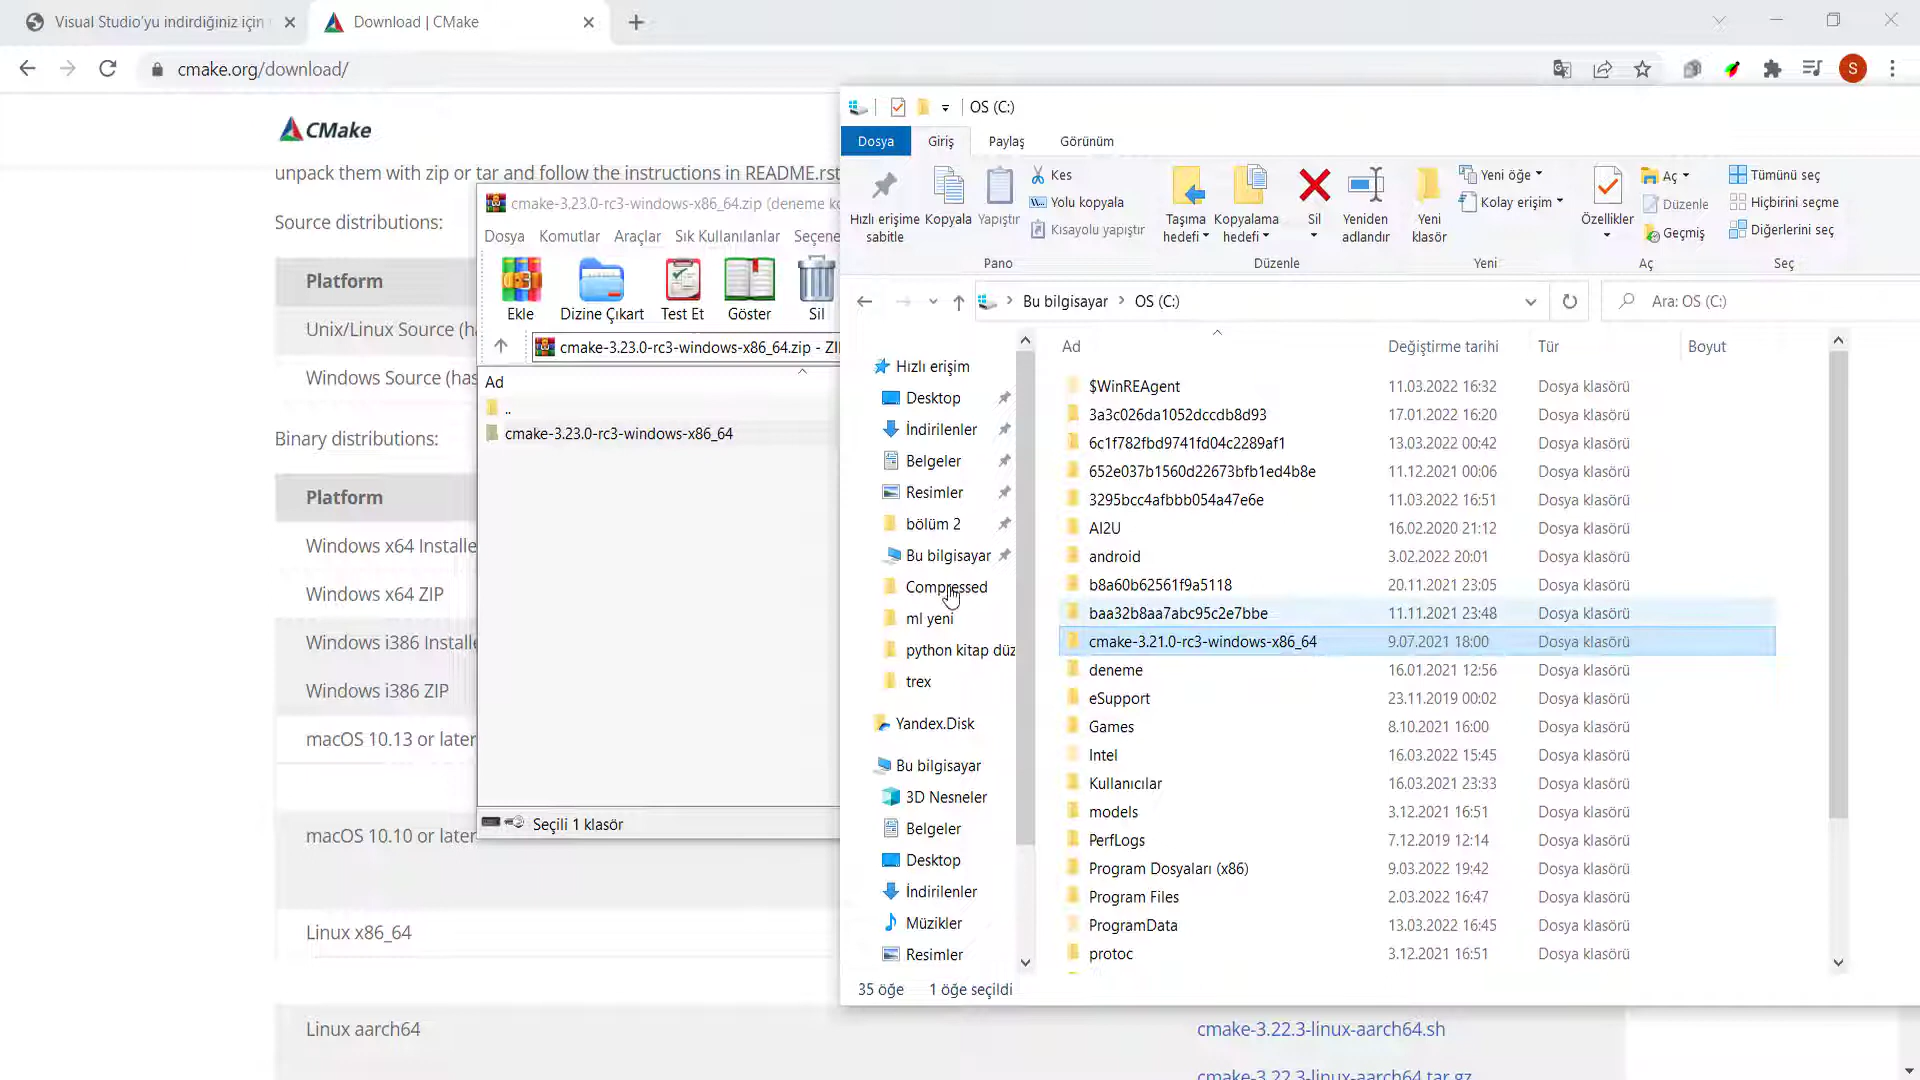 Visual Studio'yu indirdiğiniz için
Download | CMake
cmake.org/download/
S
CMake
unpack them with zip or tar and follow the instructions in README.rst
Source distributions:
Platform
Unix/Linux Source (ha
Windows Source (has
Binary distributions:
Platform
Windows x64 Installe
Windows x64 ZIP
Windows i386 Installe
Windows i386 ZIP
macOS 10.13 or later
macOS 10.10 or later
Linux x86_64
Linux aarch64
cmake-3.22.3-linux-aarch64.sh
cmake-3.22.3-linux-aarch64.tar.gz
cmake-3.23.0-rc3-windows-x86_64.zip (deneme ko
Dosya Komutlar Araçlar Sık Kullanılanlar Seçene
Ekle Dizine Çıkart Test Et Göster Sil
cmake-3.23.0-rc3-windows-x86_64.zip - ZI
Ad
..
cmake-3.23.0-rc3-windows-x86_64
Seçili 1 klasör
OS (C:)
Dosya Giriş Paylaş Görünüm
Hızlı erişime sabitle
Kopyala
Yapıştır
Kes
Yolu kopyala
Kısayolu yapıştır
Pano
Taşıma hedefi
Kopyalama hedefi
Sil
Yeniden adlandır
Düzenle
Yeni klasör
Yeni öğe
Kolay erişim
Yeni
Özellikler
Aç
Düzenle
Geçmiş
Aç
Tümünü seç
Hiçbirini seçme
Diğerlerini seç
Seç
Bu bilgisayar OS (C:)
Ara: OS (C:)
Hızlı erişim
Desktop
İndirilenler
Belgeler
Resimler
bölüm 2
Bu bilgisayar
Compressed
ml yeni
python kitap düz
trex
Yandex.Disk
Bu bilgisayar
3D Nesneler
Belgeler
Desktop
İndirilenler
Müzikler
Resimler
Ad Değiştirme tarihi Tür Boyut
$WinREAgent 11.03.2022 16:32 Dosya klasörü
3a3c026da1052dccdb8d93 17.01.2022 16:20 Dosya klasörü
6c1f782fbd9741fd04c2289af1 13.03.2022 00:42 Dosya klasörü
652e037b1560d22673bfb1ed4b8e 11.12.2021 00:06 Dosya klasörü
3295bcc4afbbb054a47e6e 11.03.2022 16:51 Dosya klasörü
AI2U 16.02.2020 21:12 Dosya klasörü
android 3.02.2022 20:01 Dosya klasörü
b8a60b62561f9a5118 20.11.2021 23:05 Dosya klasörü
baa32b8aa7abc95c2e7bbe 11.11.2021 23:48 Dosya klasörü
cmake-3.21.0-rc3-windows-x86_64 9.07.2021 18:00 Dosya klasörü
deneme 16.01.2021 12:56 Dosya klasörü
eSupport 23.11.2019 00:02 Dosya klasörü
Games 8.10.2021 16:00 Dosya klasörü
Intel 16.03.2022 15:45 Dosya klasörü
Kullanıcılar 16.03.2021 23:33 Dosya klasörü
models 3.12.2021 16:51 Dosya klasörü
PerfLogs 7.12.2019 12:14 Dosya klasörü
Program Dosyaları (x86) 9.03.2022 19:42 Dosya klasörü
Program Files 2.03.2022 16:47 Dosya klasörü
ProgramData 13.03.2022 16:45 Dosya klasörü
protoc 3.12.2021 16:51 Dosya klasörü
35 öğe 1 öğe seçildi